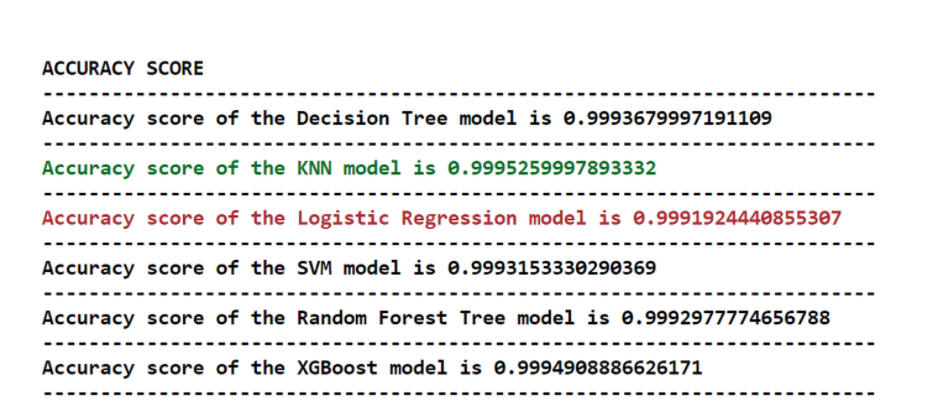 ACCURACY SCORE
--------------------------------------------------------------------------------
Accuracy score of the Decision Tree model is 0.9993679997191109
--------------------------------------------------------------------------------
Accuracy score of the KNN model is 0.9995259997893332
--------------------------------------------------------------------------------
Accuracy score of the Logistic Regression model is 0.9991924440855307
--------------------------------------------------------------------------------
Accuracy score of the SVM model is 0.9993153330290369
--------------------------------------------------------------------------------
Accuracy score of the Random Forest Tree model is 0.9992977774656788
--------------------------------------------------------------------------------
Accuracy score of the XGBoost model is 0.9994908886626171
--------------------------------------------------------------------------------